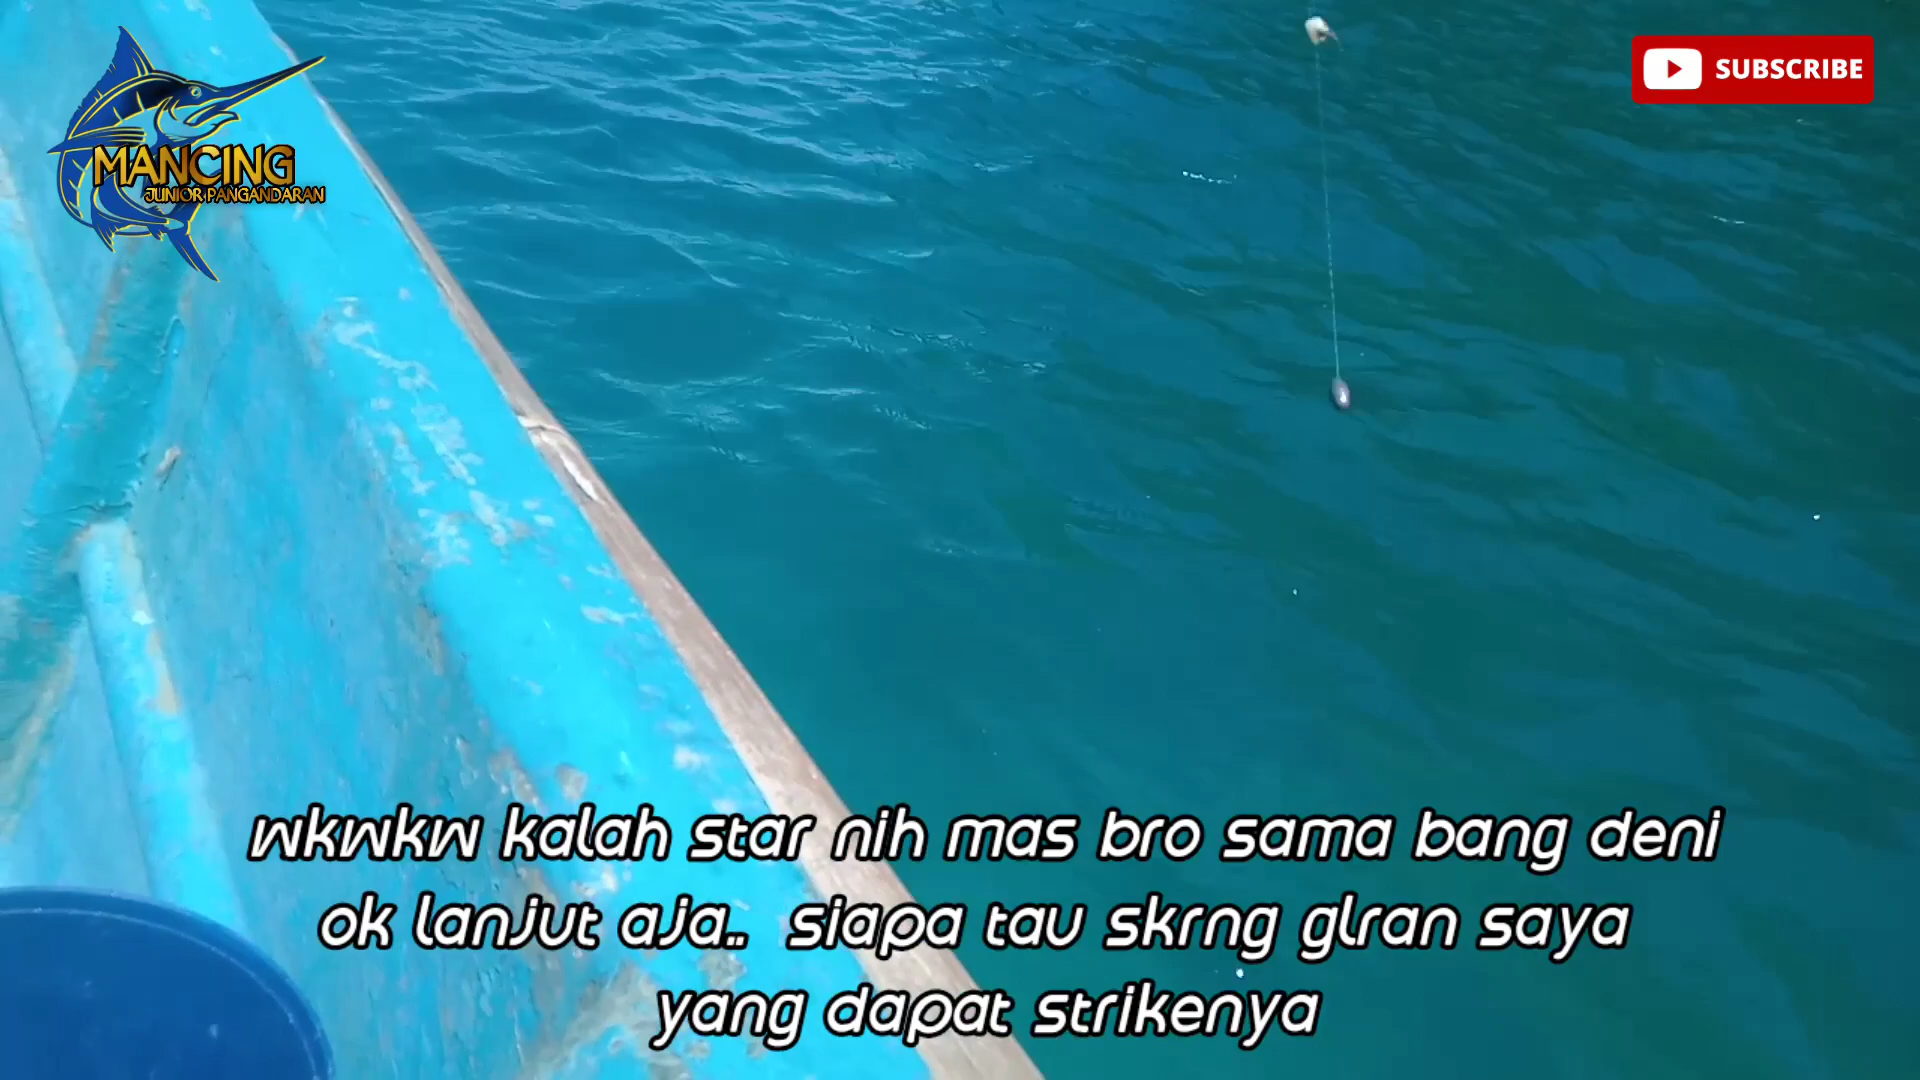 MANCING
JUNIOR PANGANDARAN
SUBSCRIBE
wkwkw kalah star nih mas bro sama bang deni
ok lanjut aja.. siapa tau skrng glran saya
yang dapat strikenya